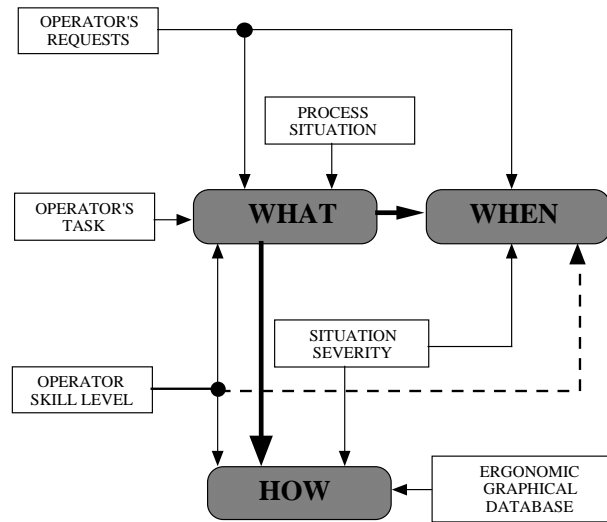 OPERATOR'S
REQUESTS
PROCESS
SITUATION
OPERATOR'S
TASK
WHAT
WHEN
SITUATION
SEVERITY
OPERATOR
SKILL LEVEL
HOW
ERGONOMIC
GRAPHICAL
DATABASE